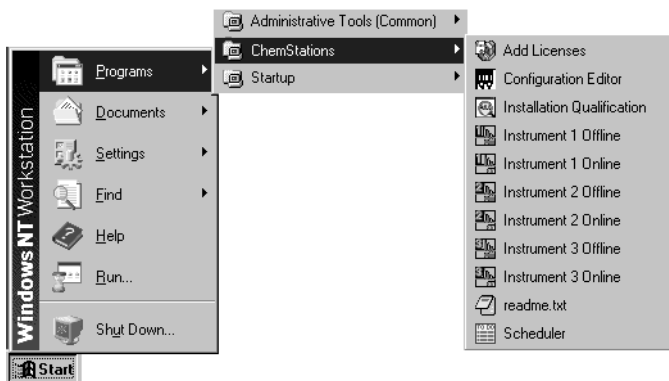 Administrative Tools (Common)
ChemStations
Startup
Windows NT Workstation
Programs
Documents
Settings
Find
Help
Run...
Shut Down...
Start
Add Licenses
Configuration Editor
Installation Qualification
Instrument 1 Offline
Instrument 1 Online
Instrument 2 Offline
Instrument 2 Online
Instrument 3 Offline
Instrument 3 Online
readme.txt
Scheduler